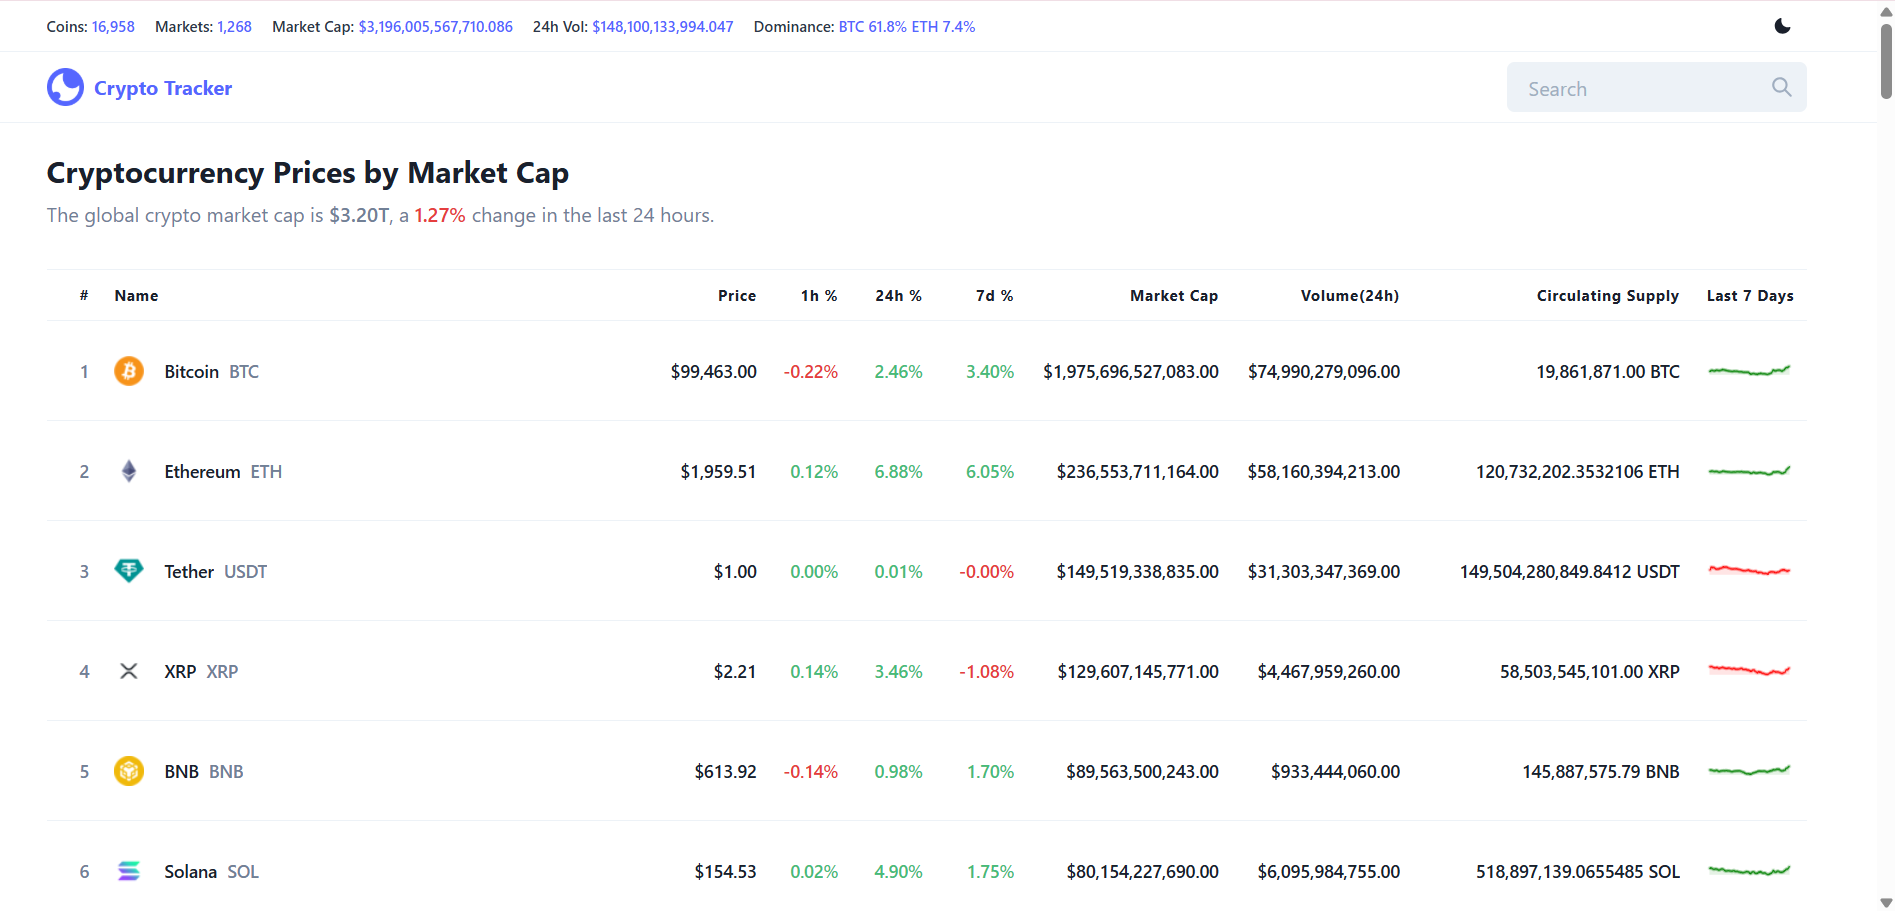 Coins: 16,958 Markets: 1,268 Market Cap: $3,196,005,567,710.086 24h Vol: $148,100,133,994.047 Dominance: BTC 61.8% ETH 7.4%
Crypto Tracker Search
Cryptocurrency Prices by Market Cap
The global crypto market cap is $3.20T, a 1.27% change in the last 24 hours.
# Name Price 1h % 24h % 7d % Market Cap Volume(24h) Circulating Supply Last 7 Days
1 Bitcoin BTC $99,463.00 -0.22% 2.46% 3.40% $1,975,696,527,083.00 $74,990,279,096.00 19,861,871.00 BTC
2 Ethereum ETH $1,959.51 0.12% 6.88% 6.05% $236,553,711,164.00 $58,160,394,213.00 120,732,202.3532106 ETH
3 Tether USDT $1.00 0.00% 0.01% -0.00% $149,519,338,835.00 $31,303,347,369.00 149,504,280,849.8412 USDT
4 XRP XRP $2.21 0.14% 3.46% -1.08% $129,607,145,771.00 $4,467,959,260.00 58,503,545,101.00 XRP
5 BNB BNB $613.92 -0.14% 0.98% 1.70% $89,563,500,243.00 $933,444,060.00 145,887,575.79 BNB
6 Solana SOL $154.53 0.02% 4.90% 1.75% $80,154,227,690.00 $6,095,984,755.00 518,897,139.0655485 SOL